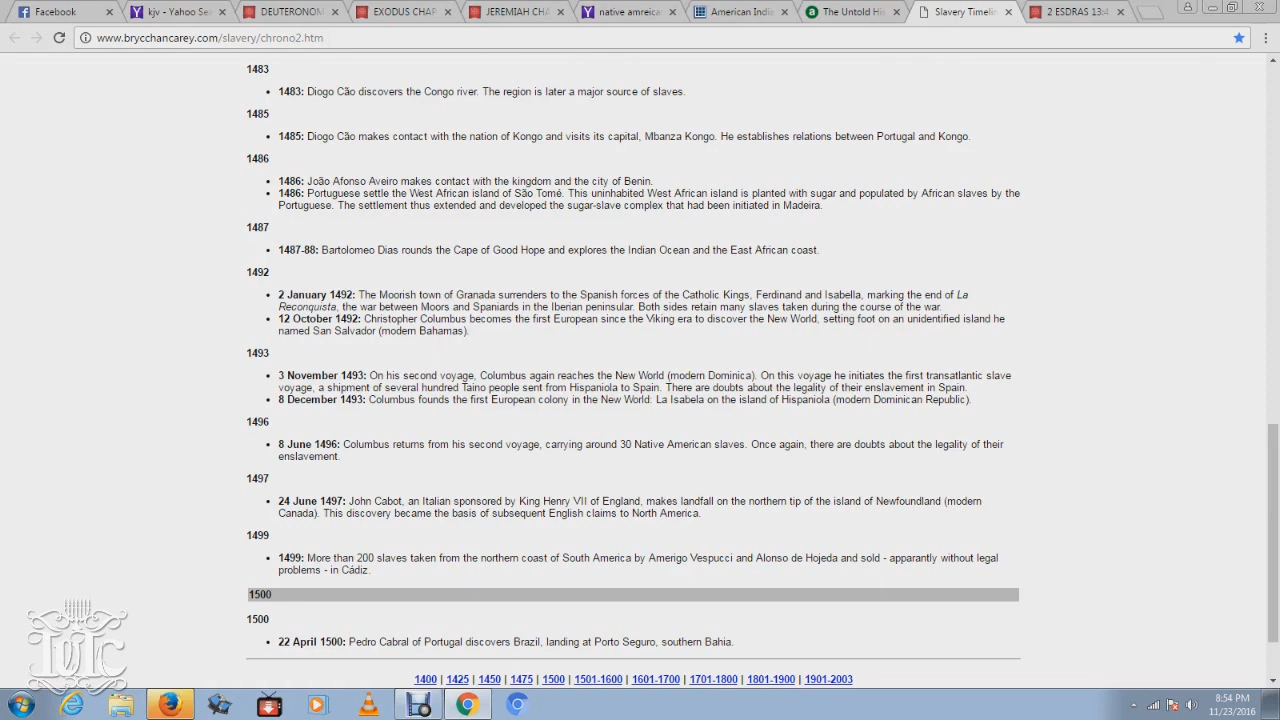 Facebook
kjv - Yahoo Se
DEUTERONOM
EXODUS CHAP
JEREMIAH CHA
native amreica
American Indi
The Untold His
Slavery Timelin
2 ESDRAS 13:4
www.brycchancarey.com/slavery/chrono2.htm
1483
• 1483: Diogo Cão discovers the Congo river. The region is later a major source of slaves.
1485
• 1485: Diogo Cão makes contact with the nation of Kongo and visits its capital, Mbanza Kongo. He establishes relations between Portugal and Kongo.
1486
• 1486: João Afonso Aveiro makes contact with the kingdom and the city of Benin.
• 1486: Portuguese settle the West African island of São Tomé. This uninhabited West African island is planted with sugar and populated by African slaves by the
Portuguese. The settlement thus extended and developed the sugar-slave complex that had been initiated in Madeira.
1487
• 1487-88: Bartolomeo Dias rounds the Cape of Good Hope and explores the Indian Ocean and the East African coast.
1492
• 2 January 1492: The Moorish town of Granada surrenders to the Spanish forces of the Catholic Kings, Ferdinand and Isabella, marking the end of La
Reconquista, the war between Moors and Spaniards in the Iberian peninsular. Both sides retain many slaves taken during the course of the war.
• 12 October 1492: Christopher Columbus becomes the first European since the Viking era to discover the New World, setting foot on an unidentified island he
named San Salvador (modern Bahamas).
1493
• 3 November 1493: On his second voyage, Columbus again reaches the New World (modern Dominica). On this voyage he initiates the first transatlantic slave
voyage, a shipment of several hundred Taino people sent from Hispaniola to Spain. There are doubts about the legality of their enslavement in Spain.
• 8 December 1493: Columbus founds the first European colony in the New World: La Isabela on the island of Hispaniola (modern Dominican Republic).
1496
• 8 June 1496: Columbus returns from his second voyage, carrying around 30 Native American slaves. Once again, there are doubts about the legality of their
enslavement.
1497
• 24 June 1497: John Cabot, an Italian sponsored by King Henry VII of England, makes landfall on the northern tip of the island of Newfoundland (modern
Canada). This discovery became the basis of subsequent English claims to North America.
1499
• 1499: More than 200 slaves taken from the northern coast of South America by Amerigo Vespucci and Alonso de Hojeda and sold - apparantly without legal
problems - in Cádiz.
1500
1500
• 22 April 1500: Pedro Cabral of Portugal discovers Brazil, landing at Porto Seguro, southern Bahia.
1400 | 1425 | 1450 | 1475 | 1500 | 1501-1600 | 1601-1700 | 1701-1800 | 1801-1900 | 1901-2003
IUIC
8:54 PM
11/23/2016